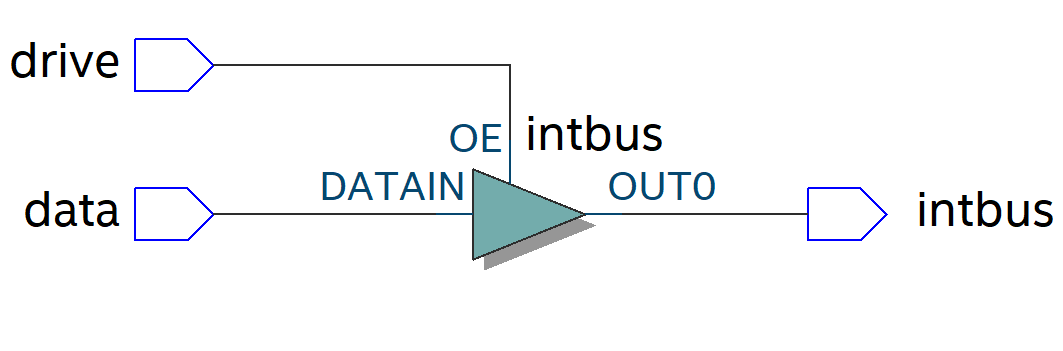 drive
OE intbus
DATAIN OUT0
data intbus